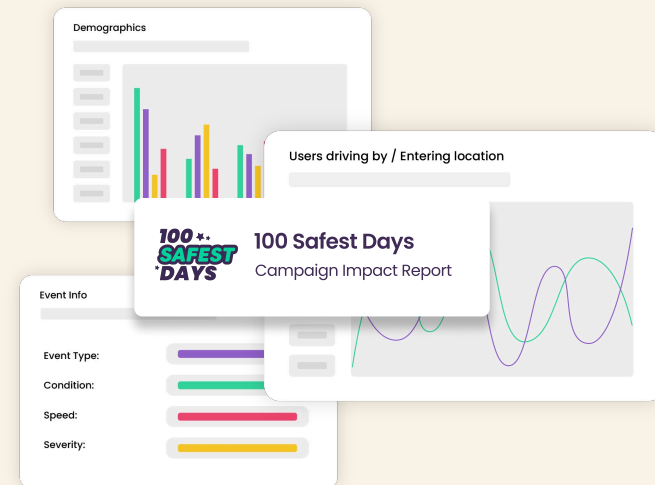 Demographics
Users driving by / Entering location
100
SAFEST
DAYS
100 Safest Days
Campaign Impact Report
Event Info
Event Type:
Condition:
Speed:
Severity: